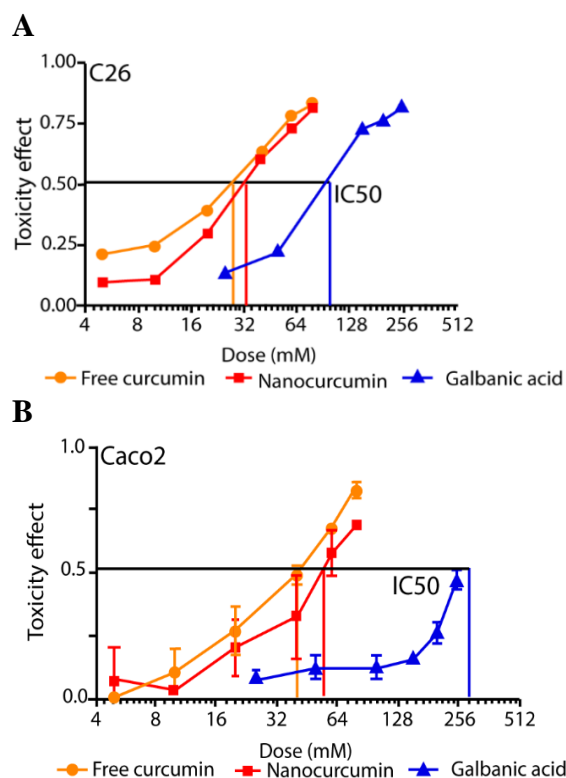 A
1.00
C26
0.75
0.50
IC50
0.25
0.00
Toxicity effect
4 8 16 32 64 128 256 512
Dose (mM)
Free curcumin Nanocurcumin Galbanic acid
B
1.0
Caco2
0.5
IC50
0.0
Toxicity effect
4 8 16 32 64 128 256 512
Dose (mM)
Free curcumin Nanocurcumin Galbanic acid